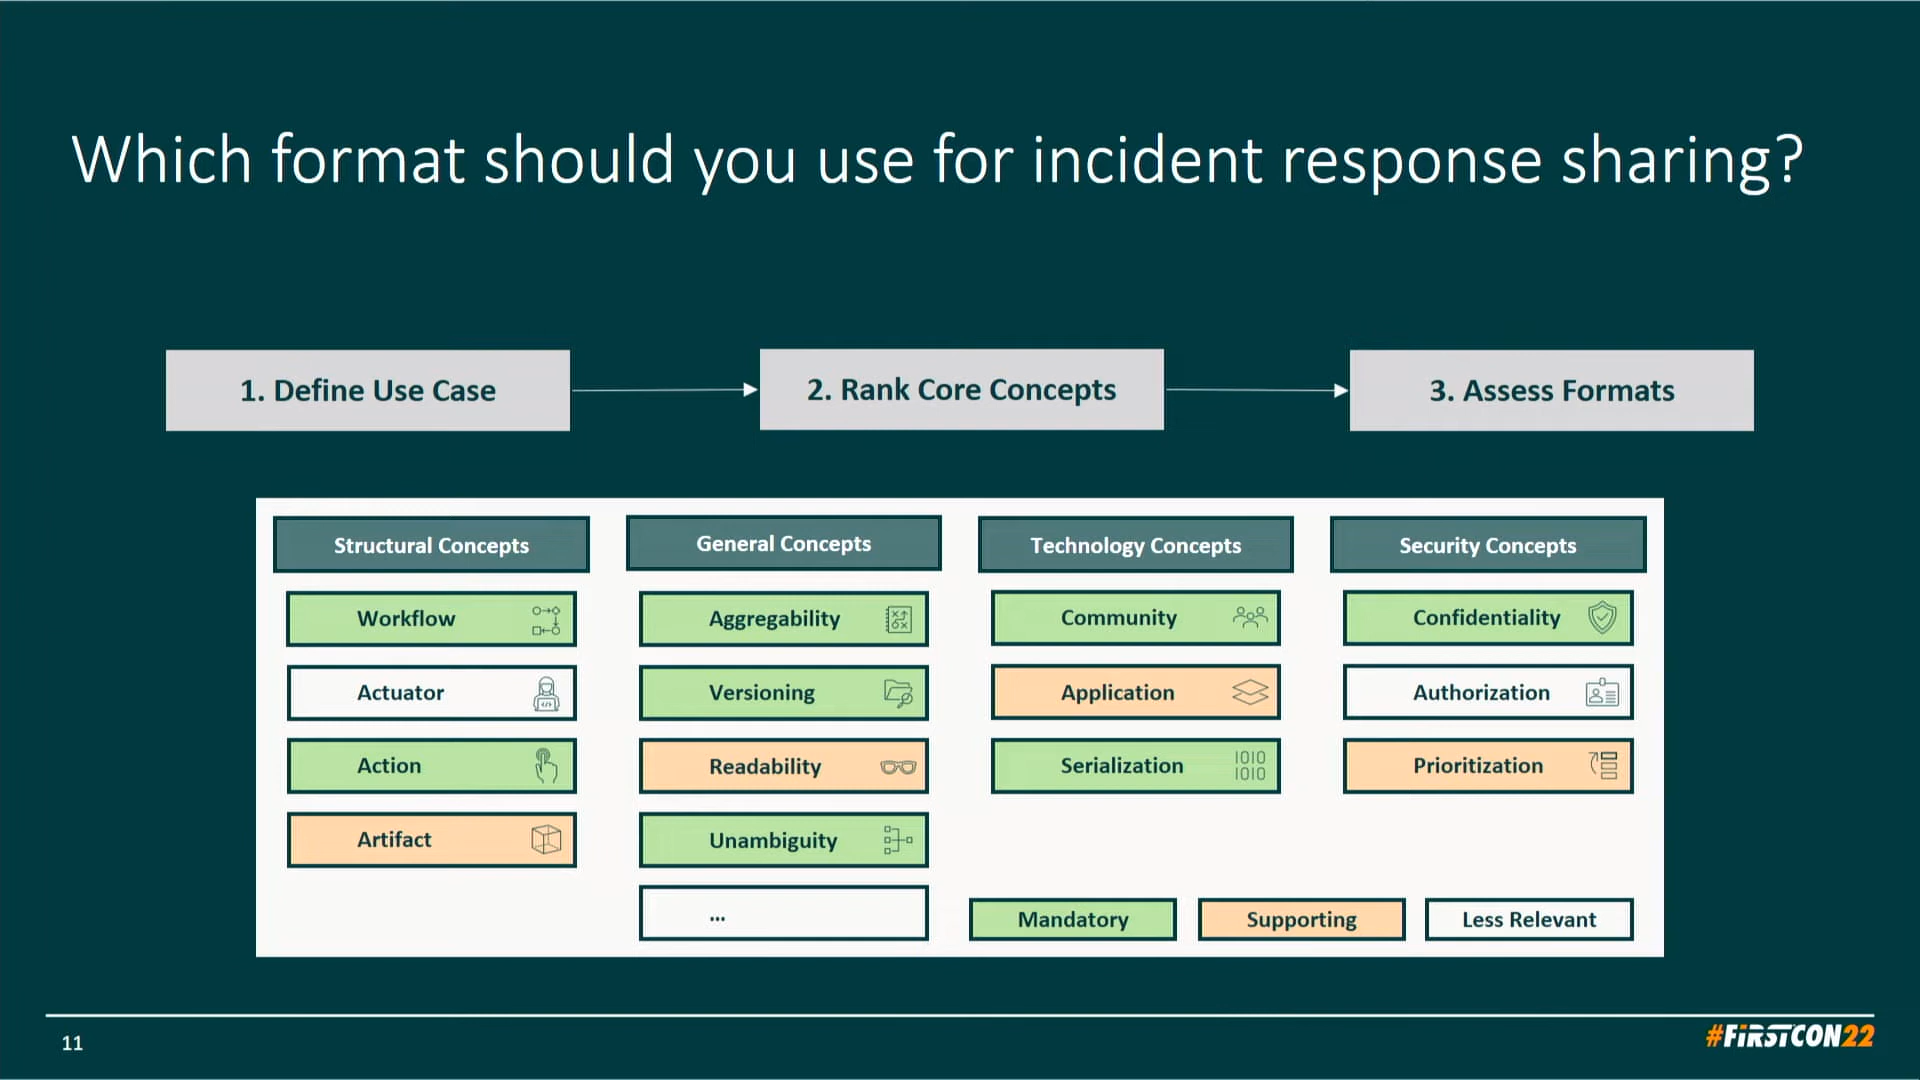 Which format should you use for incident response sharing?
1. Define Use Case
2. Rank Core Concepts
3. Assess Formats
Structural Concepts
Workflow
Actuator
Action
Artifact
General Concepts
Aggregability
Versioning
Readability
Unambiguity
...
Technology Concepts
Community
Application
Serialization
1010
1010
Security Concepts
Confidentiality
Authorization
Prioritization
Mandatory
Supporting
Less Relevant
11
#FiRSTCON22